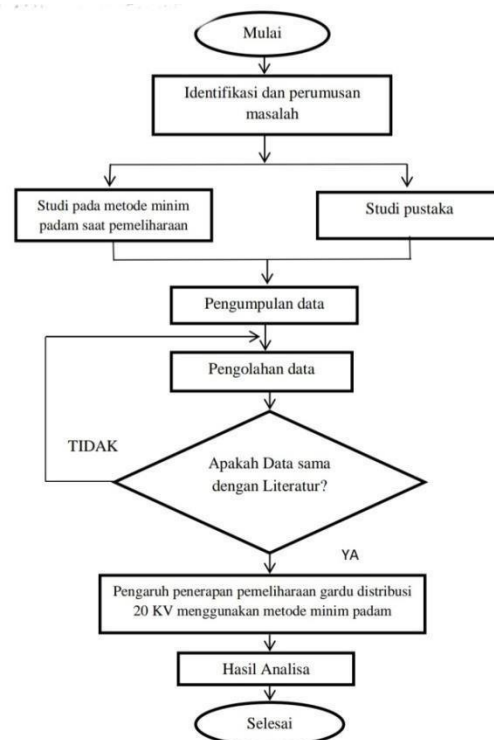 Mulai
Identifikasi dan perumusan
masalah
Studi pada metode minim
padam saat pemeliharaan
Studi pustaka
Pengumpulan data
Pengolahan data
TIDAK
Apakah Data sama
dengan Literatur?
YA
Pengaruh penerapan pemeliharaan gardu distribusi
20 KV menggunakan metode minim padam
Hasil Analisa
Selesai